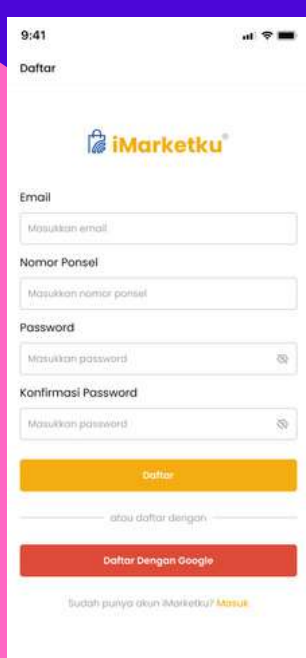 9:41
Daftar
iMarketku®
Email
Masukkan email
Nomor Ponsel
Masukkan nomor ponsel
Password
Masukkan password
Konfirmasi Password
Masukkan password
Daftar
atau daftar dengan
Daftar Dengan Google
Sudah punya akun iMarketku? Masuk